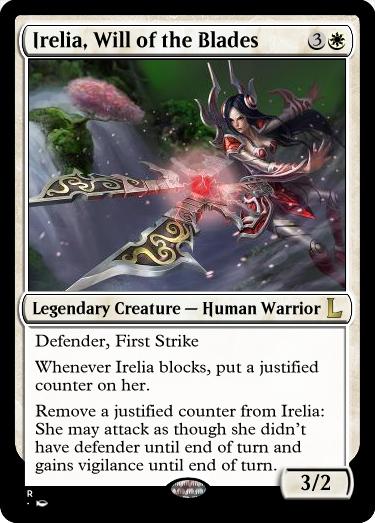 Irelia, Will of the Blades 3
Legendary Creature — Human Warrior L
Defender, First Strike
Whenever Irelia blocks, put a justified
counter on her.
Remove a justified counter from Irelia:
She may attack as though she didn't
have defender until end of turn and
gains vigilance until end of turn.
3/2
R